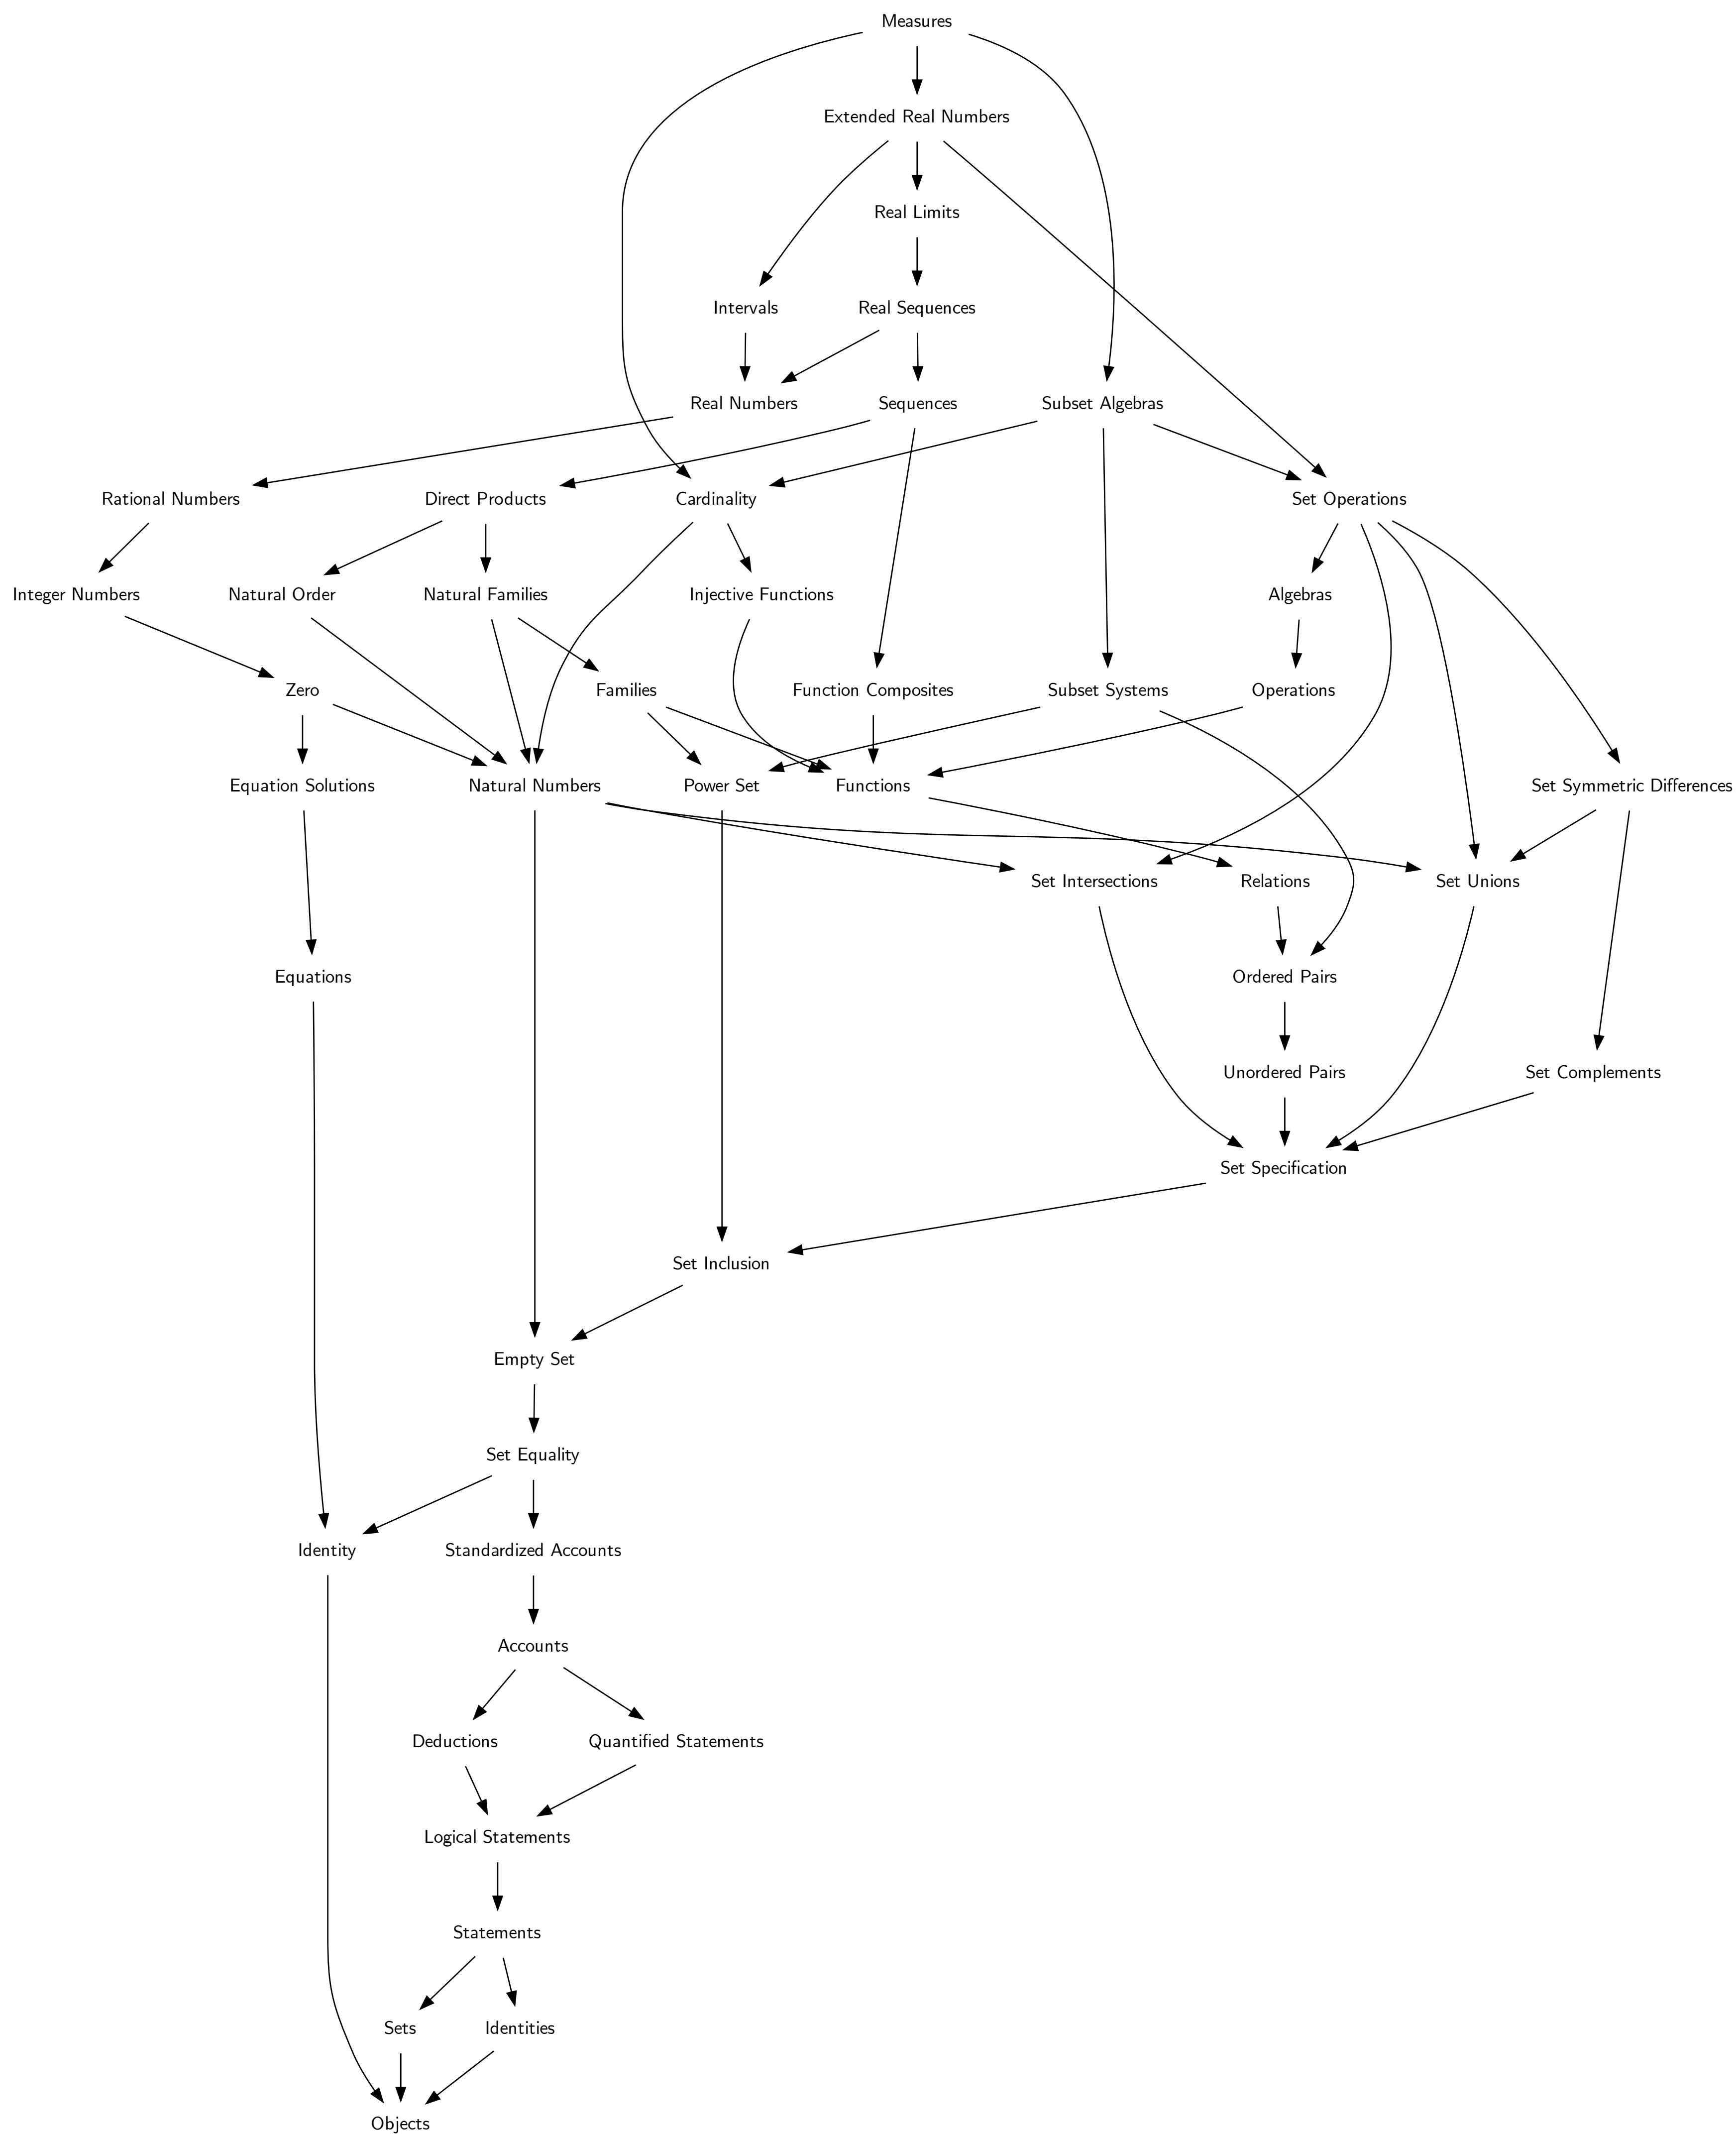 Measures
Extended Real Numbers
Real Limits
Intervals
Real Sequences
Real Numbers
Sequences
Subset Algebras
Rational Numbers
Direct Products
Cardinality
Set Operations
Integer Numbers
Natural Order
Natural Families
Injective Functions
Algebras
Zero
Families
Function Composites
Subset Systems
Operations
Equation Solutions
Natural Numbers
Power Set
Functions
Set Symmetric Differences
Set Intersections
Relations
Set Unions
Equations
Ordered Pairs
Unordered Pairs
Set Complements
Set Specification
Set Inclusion
Empty Set
Set Equality
Identity
Standardized Accounts
Accounts
Deductions
Quantified Statements
Logical Statements
Statements
Sets
Identities
Objects